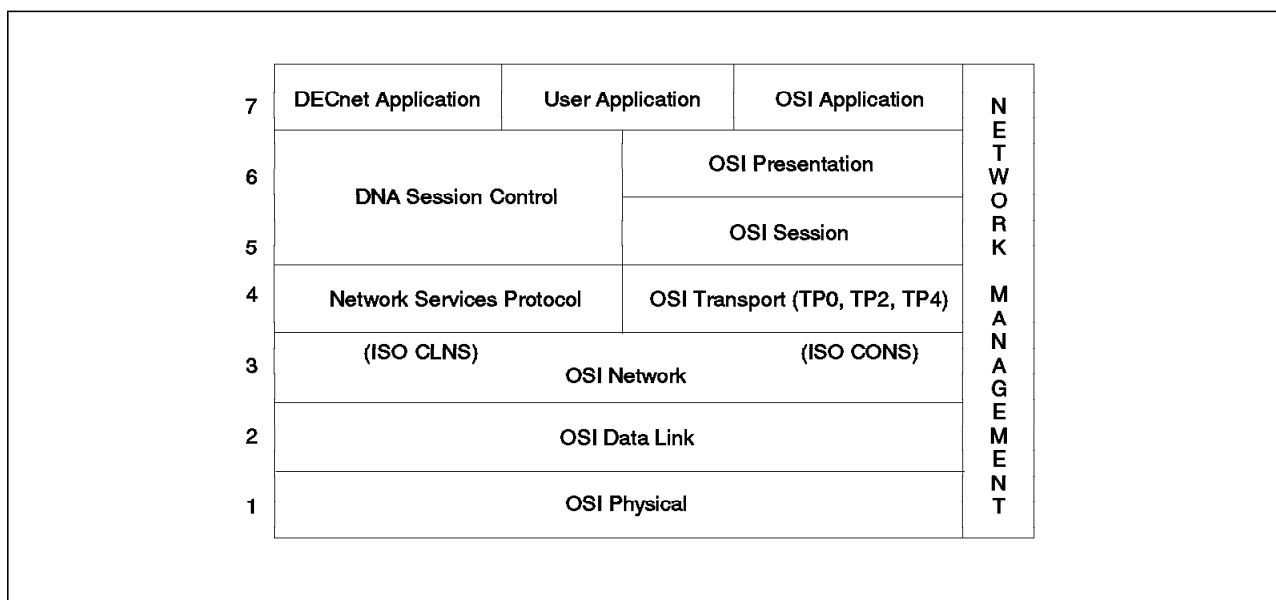 7
DECnet Application
User Application
OSI Application
6
DNA Session Control
OSI Presentation
5
OSI Session
4
Network Services Protocol
OSI Transport (TP0, TP2, TP4)
3
(ISO CLNS)
(ISO CONS)
OSI Network
2
OSI Data Link
1
OSI Physical
NETWORK MANAGEMENT